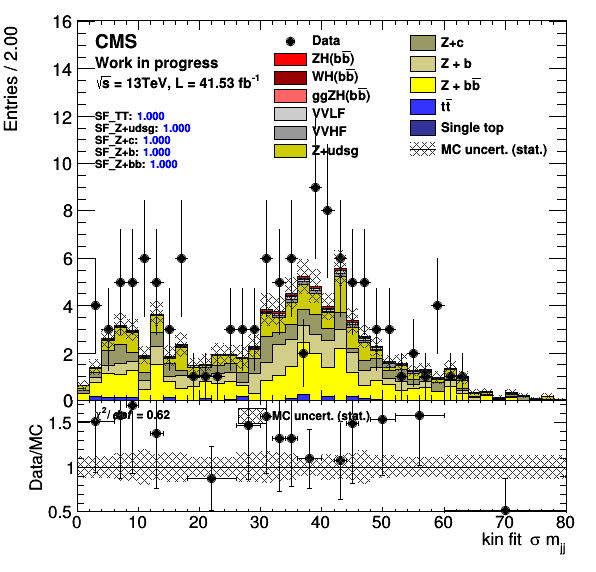 Entries / 2.00
16
14
12
10
8
6
4
2
0
CMS
Work in progress
√s = 13TeV, L = 41.53 fb⁻¹
SF_TT: 1.000
SF_Z+udsg: 1.000
SF_Z+c: 1.000
SF_Z+b: 1.000
SF_Z+bb: 1.000
Data
ZH(bb̅)
WH(bb̅)
ggZH(bb̅)
VVLF
VVHF
Z+udsg
Z+c
Z + b
Z + bb̅
tt̅
Single top
MC uncert. (stat.)
Data/MC
1.5
1
0.5
χ²/dof = 0.62
MC uncert. (stat.)
0 10 20 30 40 50 60 70 80
kin fit σ mjj